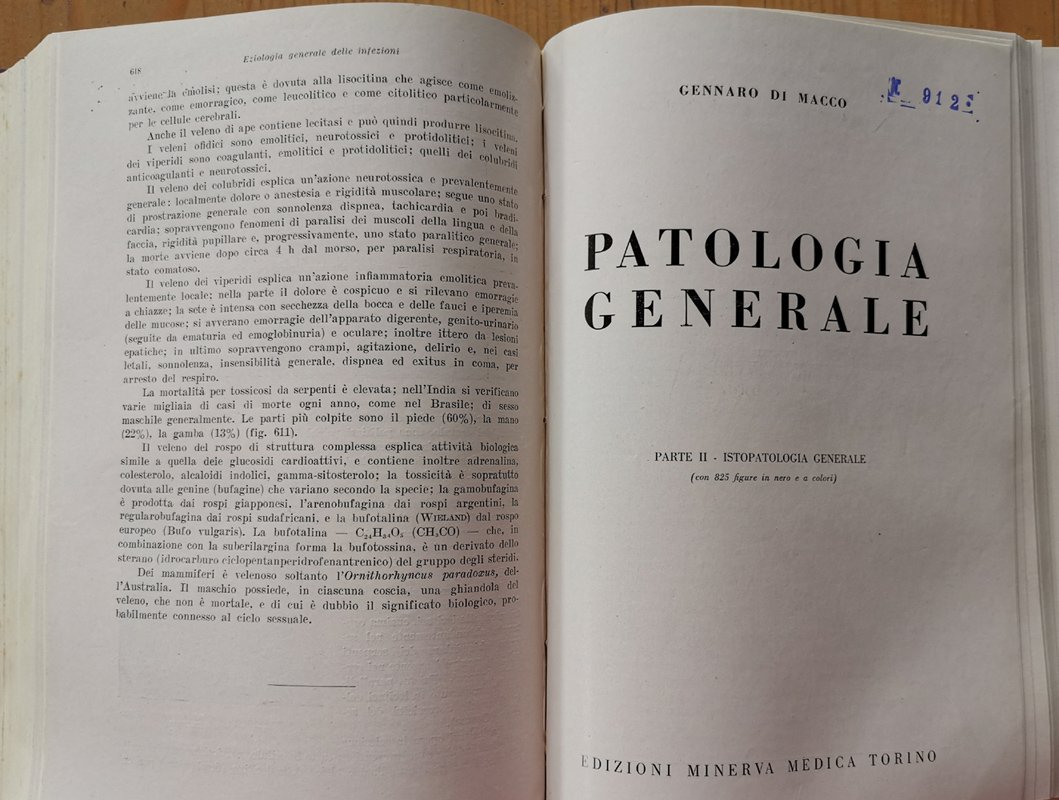 618
Eziologia generale delle infezioni
avviene la emolisi; questa è dovuta alla lisocitina che agisce come emoliz-
zante, come emorragico, come leucolitico e come citolitico particolarmente
per le cellule cerebrali.
Anche il veleno di ape contiene lecitasi e può quindi produrre lisocitina.
I veleni ofidici sono emolitici, neurotossici e protidolitici; i veleni
dei viperidi sono coagulanti, emolitici e protidolitici; quelli dei colubridi
anticoagulanti e neurotossici.
Il veleno dei colubridi esplica un'azione neurotossica e prevalentemente
generale: localmente dolore o anestesia e rigidità muscolare; segue uno stato
di prostrazione generale con sonnolenza dispnea, tachicardia e poi bradi-
cardia; sopravvengono fenomeni di paralisi dei muscoli della lingua e della
faccia, rigidità pupillare e, progressivamente, uno stato paralitico generale;
la morte avviene dopo circa 4 h dal morso, per paralisi respiratoria, in
stato comatoso.
Il veleno dei viperidi esplica un'azione infiammatoria emolitica preva-
lentemente locale; nella parte il dolore è cospicuo e si rilevano emorragie
a chiazze; la sete è intensa con secchezza della bocca e delle fauci e iperemia
delle mucose; si avverano emorragie dell'apparato digerente, genito-urinario
(seguite da ematuria ed emoglobinuria) e oculare; inoltre ittero da lesioni
epatiche; in ultimo sopravvengono crampi, agitazione, delirio e, nei casi
letali, sonnolenza, insensibilità generale, dispnea ed exitus in coma, per
arresto del respiro.
La mortalità per tossicosi da serpenti è elevata; nell'India si verificano
varie migliaia di casi di morte ogni anno, come nel Brasile; di sesso
maschile generalmente. Le parti più colpite sono il piede (60%), la mano
(22%), la gamba (13%) (fig. 611).
Il veleno del rospo di struttura complessa esplica attività biologica
simile a quella deie glucosidi cardioattivi, e contiene inoltre adrenalina,
colesterolo, alcaloidi indolici, gamma-sitosterolo; la tossicità è sopratutto
dovuta alle genine (bufagine) che variano secondo la specie; la gamobufagina
è prodotta dai rospi giapponesi, l'arenobufagina dai rospi argentini, la
regularobufagina dai rospi sudafricani, e la bufotalina (WIELAND) dal rospo
europeo (Bufo vulgaris). La bufotalina — C₂₄H₃₄O₅ (CH₃CO) — che, in
combinazione con la suberilargina forma la bufotossina, è un derivato dello
sterano (idrocarburo ciclopentanperidrofenantrenico) del gruppo degli steridi.
Dei mammiferi è velenoso soltanto l'Ornithorhyncus paradoxus, del-
l'Australia. Il maschio possiede, in ciascuna coscia, una ghiandola del
veleno, che non è mortale, e di cui è dubbio il significato biologico, pro-
babilmente connesso al ciclo sessuale.
GENNARO DI MACCO
912
PATOLOGIA
GENERALE
PARTE II - ISTOPATOLOGIA GENERALE
(con 825 figure in nero e a colori)
EDIZIONI MINERVA MEDICA TORINO